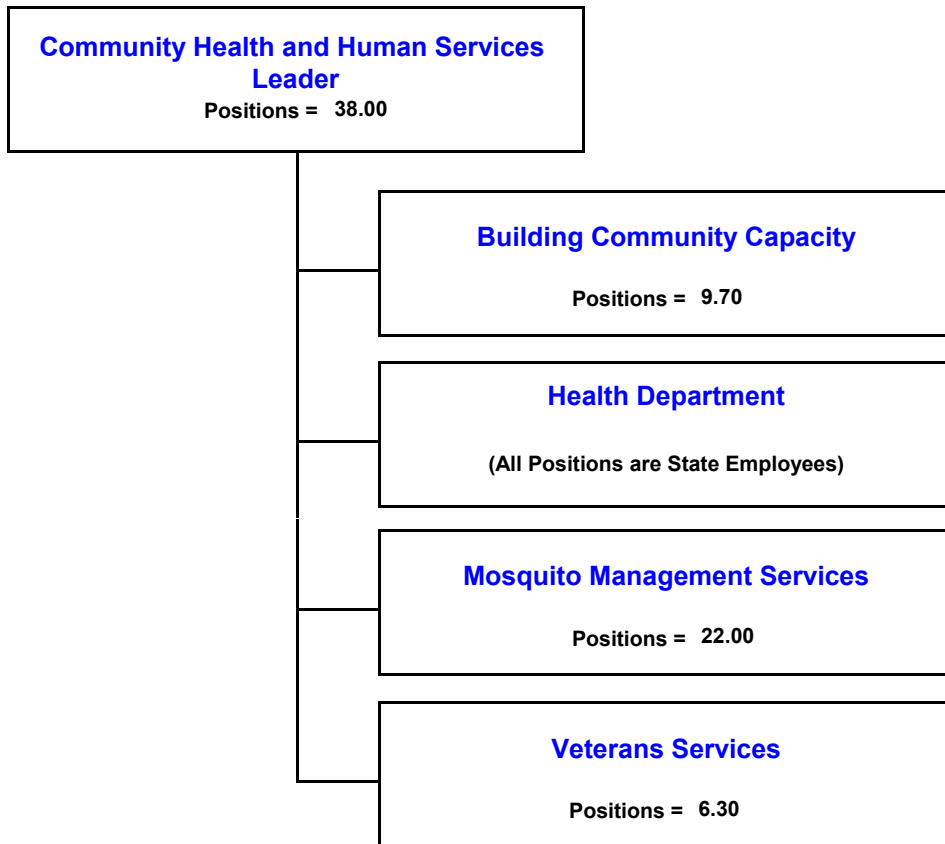 Community Health and Human Services
Leader
Positions = 38.00
Building Community Capacity
Positions = 9.70
Health Department
(All Positions are State Employees)
Mosquito Management Services
Positions = 22.00
Veterans Services
Positions = 6.30